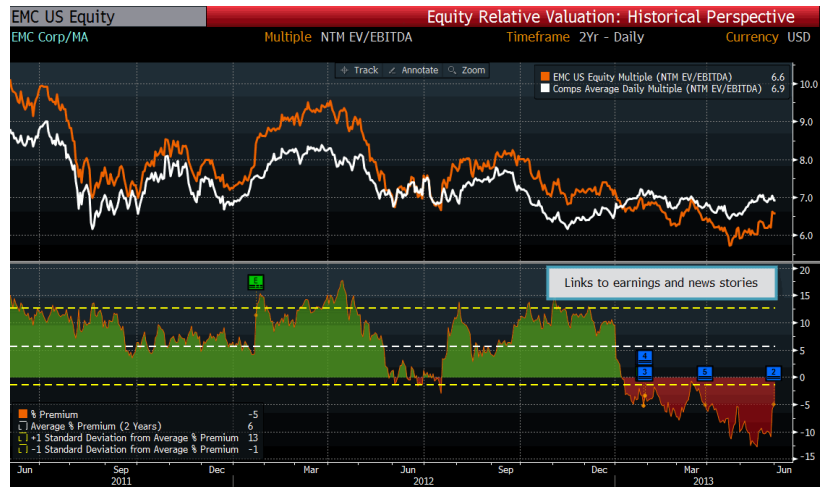 EMC US Equity
Equity Relative Valuation: Historical Perspective
EMC Corp/MA Multiple NTM EV/EBITDA Timeframe 2Yr - Daily Currency USD
Track Annotate Zoom
EMC US Equity Multiple (NTM EV/EBITDA) 6.6
Comps Average Daily Multiple (NTM EV/EBITDA) 6.9
10.0
9.0
8.0
7.0
6.0
E
Links to earnings and news stories
4
3
5
2
20
15
10
5
0
-5
-10
-15
% Premium -5
Average % Premium (2 Years) 6
+1 Standard Deviation from Average % Premium 13
-1 Standard Deviation from Average % Premium -1
Jun Sep Dec Mar Jun Sep Dec Mar Jun
2011 2012 2013